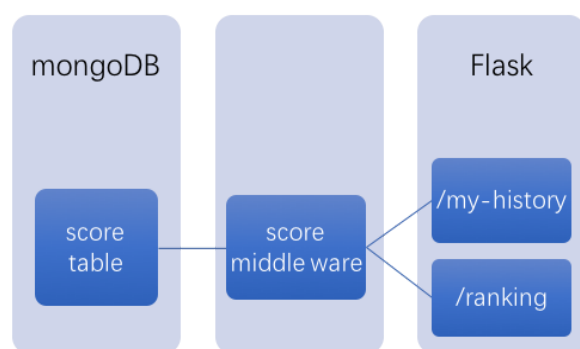 mongoDB
score
table
score
middle ware
Flask
/my-history
/ranking